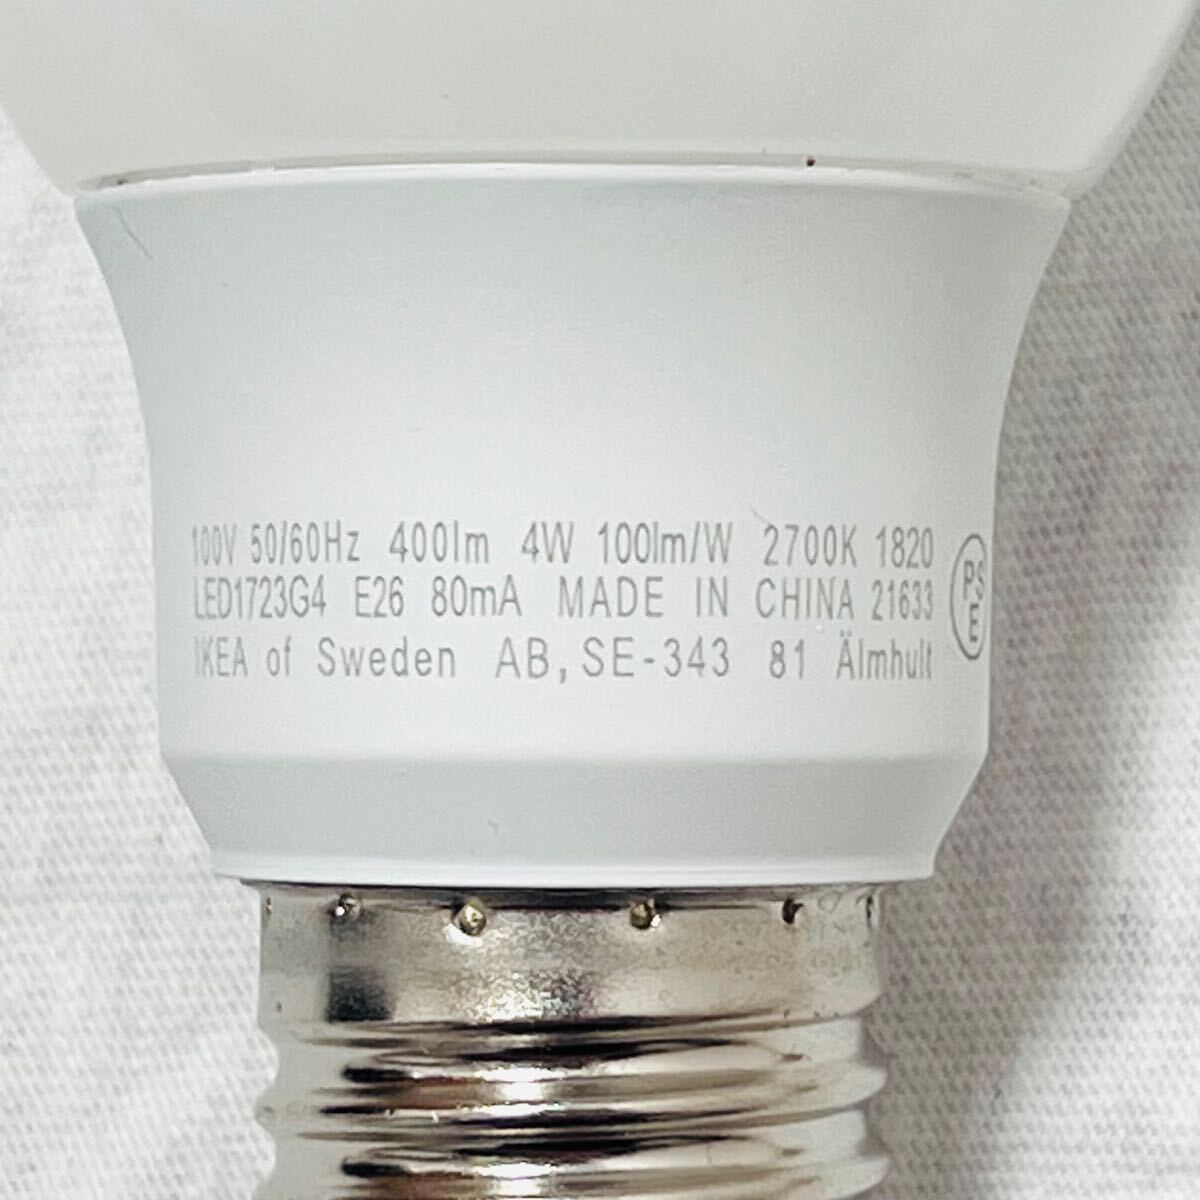 100V 50/60Hz 400lm 4W 100lm/W 2700K 1820
LED1723G4 E26 80mA MADE IN CHINA 21633
IKEA of Sweden AB, SE-343 81 Älmhult
PS
E